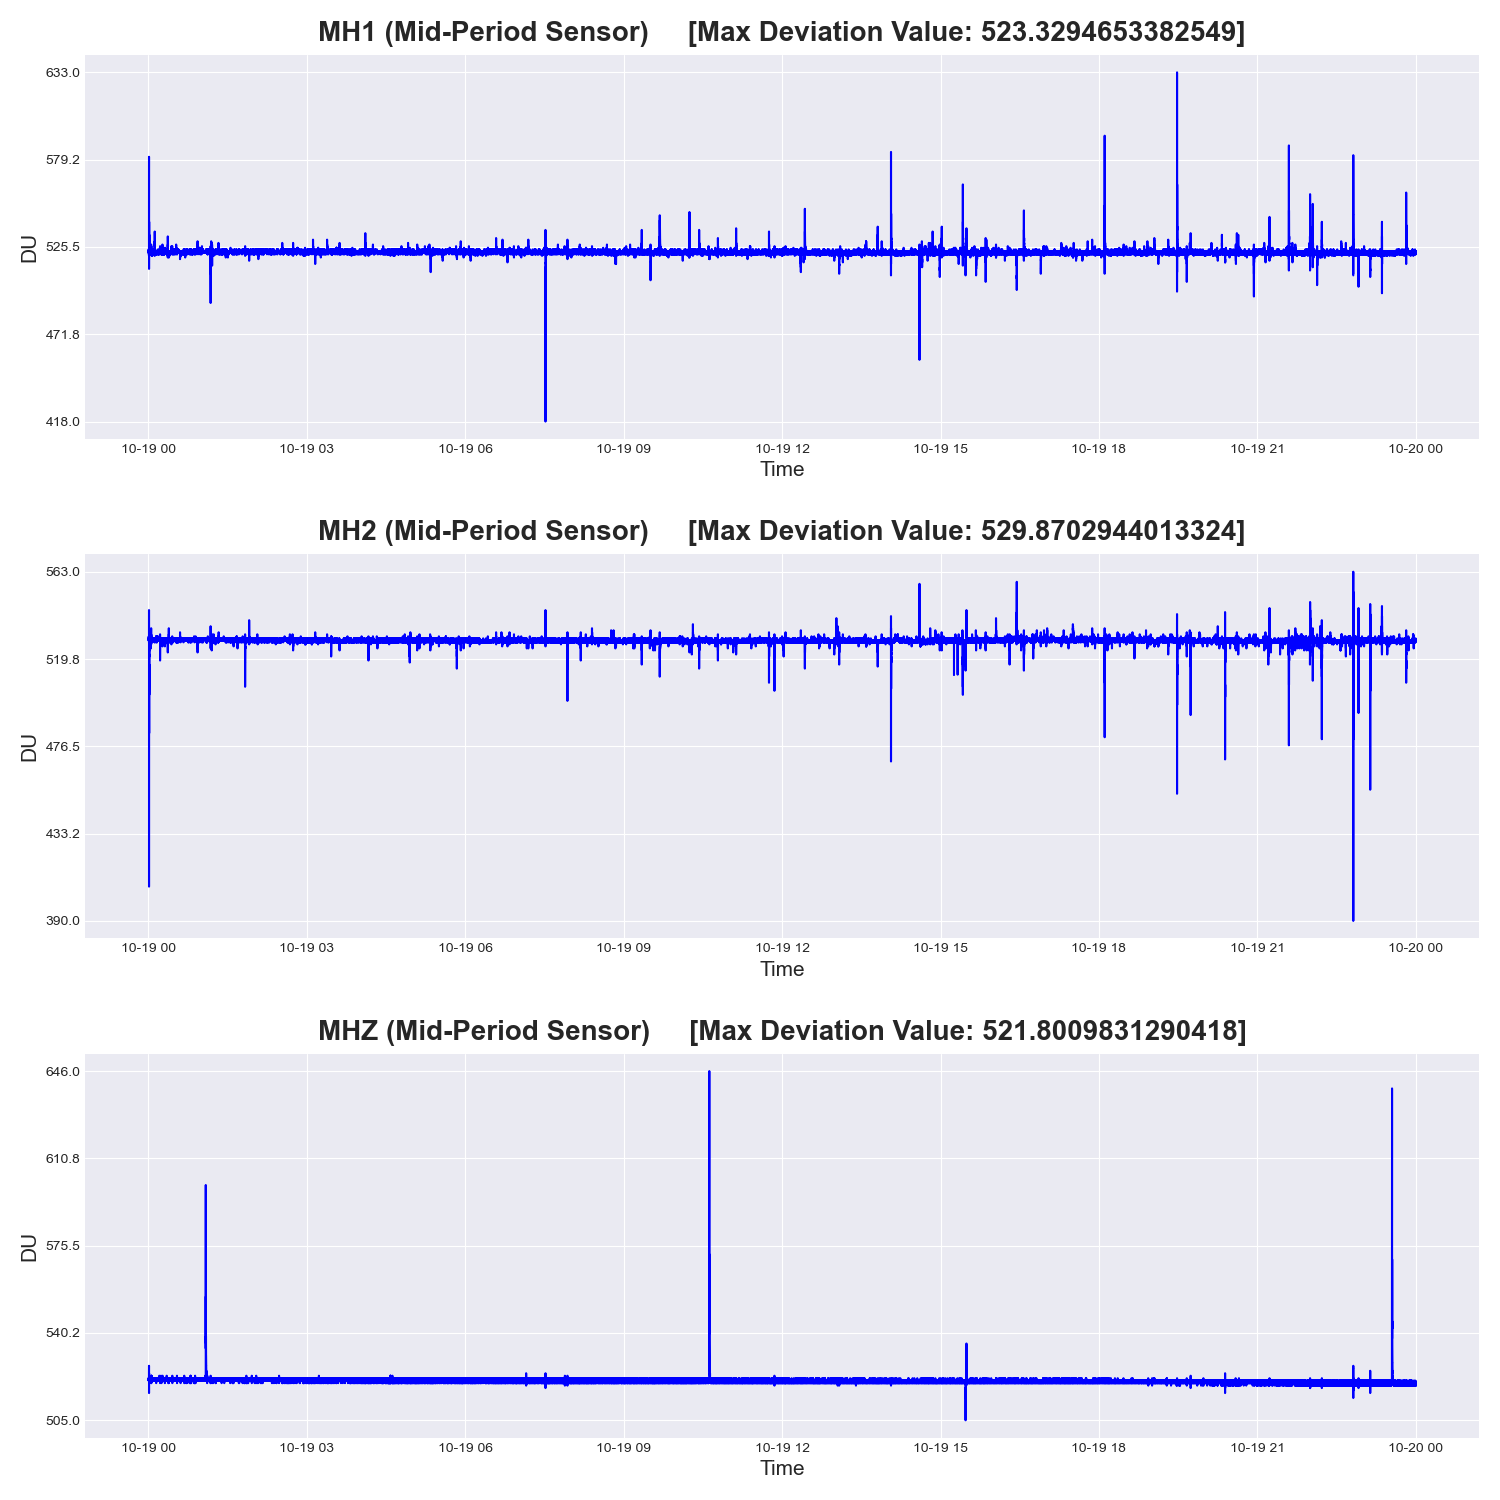 MH1 (Mid-Period Sensor) [Max Deviation Value: 523.3294653382549]
633.0
579.2
525.5
471.8
418.0
DU
10-19 00 10-19 03 10-19 06 10-19 09 10-19 12 10-19 15 10-19 18 10-19 21 10-20 00
Time
MH2 (Mid-Period Sensor) [Max Deviation Value: 529.8702944013324]
563.0
519.8
476.5
433.2
390.0
DU
10-19 00 10-19 03 10-19 06 10-19 09 10-19 12 10-19 15 10-19 18 10-19 21 10-20 00
Time
MHZ (Mid-Period Sensor) [Max Deviation Value: 521.8009831290418]
646.0
610.8
575.5
540.2
505.0
DU
10-19 00 10-19 03 10-19 06 10-19 09 10-19 12 10-19 15 10-19 18 10-19 21 10-20 00
Time